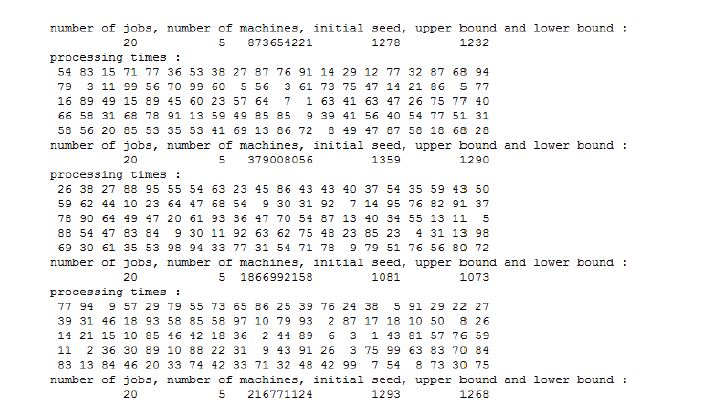 number of jobs, number of machines, initial seed, upper bound and lower bound :
20 5 873654221 1278 1232
processing times :
54 83 15 71 77 36 53 38 27 87 76 91 14 29 12 77 32 87 68 94
79 3 11 99 56 70 99 60 5 56 3 61 73 75 47 14 21 86 5 77
16 89 49 15 89 45 60 23 57 64 7 1 63 41 63 47 26 75 77 40
66 58 31 68 78 91 13 59 49 85 85 9 39 41 56 40 54 77 51 31
58 56 20 85 53 35 53 41 69 13 86 72 8 49 47 87 58 18 68 28
number of jobs, number of machines, initial seed, upper bound and lower bound :
20 5 379008056 1359 1290
processing times :
26 38 27 88 95 55 54 63 23 45 86 43 43 40 37 54 35 59 43 50
59 62 44 10 23 64 47 68 54 9 30 31 92 7 14 95 76 82 91 37
78 90 64 49 47 20 61 93 36 47 70 54 87 13 40 34 55 13 11 5
88 54 47 83 84 9 30 11 92 63 62 75 48 23 85 23 4 31 13 98
69 30 61 35 53 98 94 33 77 31 54 71 78 9 79 51 76 56 80 72
number of jobs, number of machines, initial seed, upper bound and lower bound :
20 5 1866992158 1081 1073
processing times :
77 94 9 57 29 79 55 73 65 86 25 39 76 24 38 5 91 29 22 27
39 31 46 18 93 58 85 58 97 10 79 93 2 87 17 18 10 50 8 26
14 21 15 10 85 46 42 18 36 2 44 89 6 3 1 43 81 57 76 59
11 2 36 30 89 10 88 22 31 9 43 91 26 3 75 99 63 83 70 84
83 13 84 46 20 33 74 42 33 71 32 48 42 99 7 54 8 73 30 75
number of jobs, number of machines, initial seed, upper bound and lower bound :
20 5 216771124 1293 1268